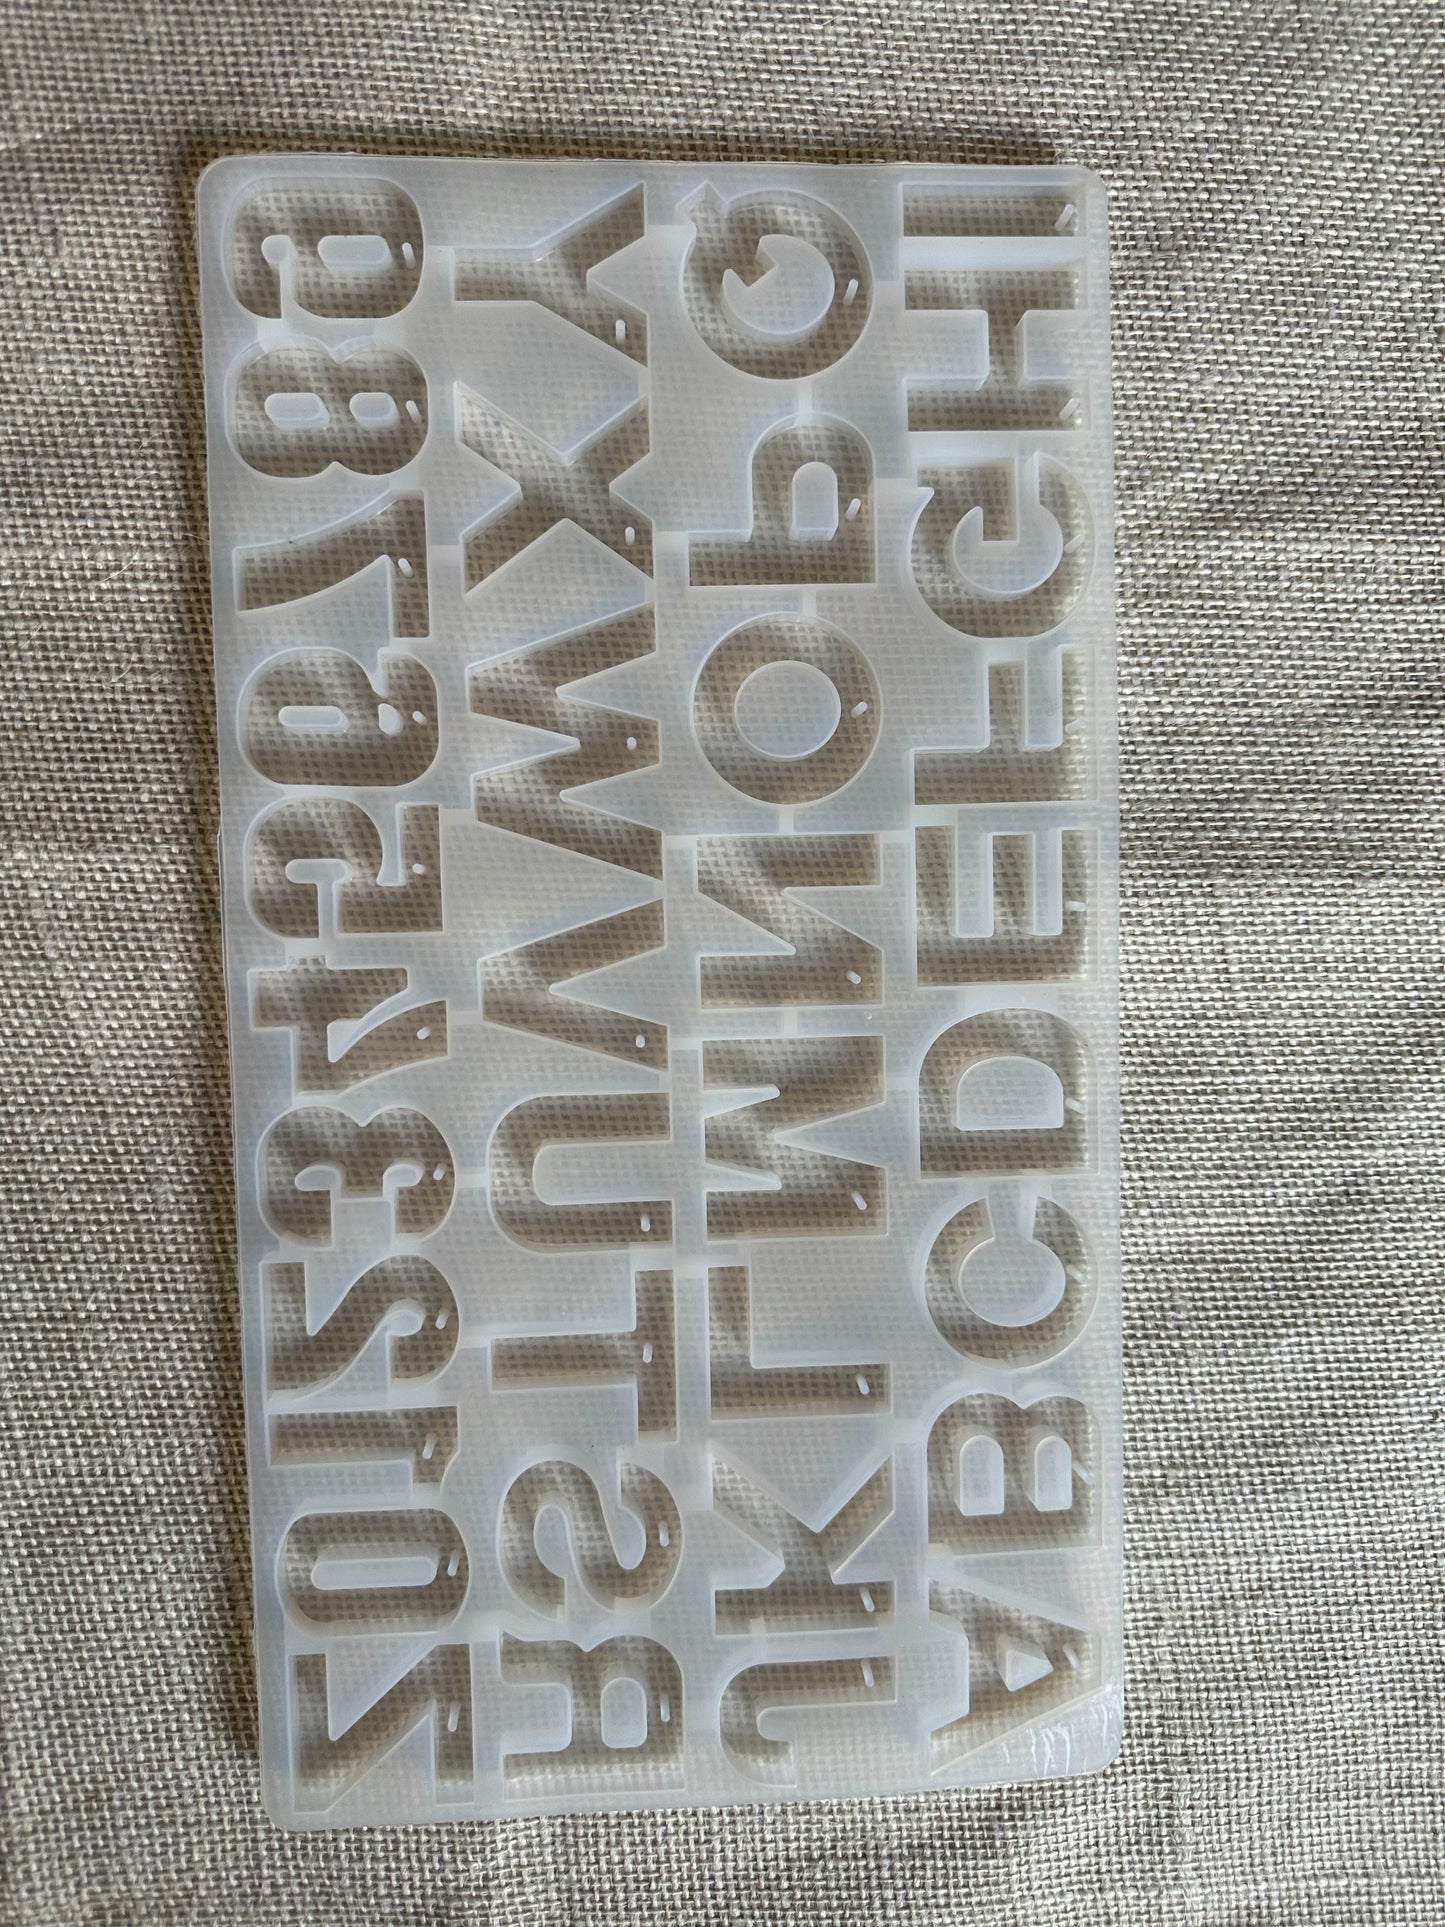 ABCDEFGHI
JKLMNOPQ
RSTUVWXY
Z0123456789